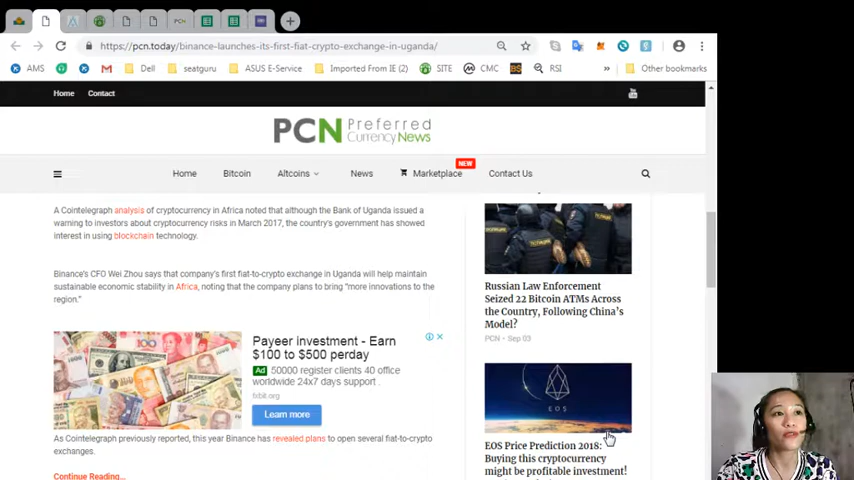 https://pcn.today/binance-launches-its-first-fiat-crypto-exchange-in-uganda/
AMS
Dell
seatguru
ASUS E-Service
Imported From IE (2)
SITE
CMC
RSI
»
Other bookmarks
Home
Contact
PCN Preferred
Currency News
Home
Bitcoin
Altcoins
News
Marketplace
NEW
Contact Us
A Cointelegraph analysis of cryptocurrency in Africa noted that although the Bank of Uganda issued a
warning to investors about cryptocurrency risks in March 2017, the country's government has showed
interest in using blockchain technology.
Binance's CFO Wei Zhou says that company's first fiat-to-crypto exchange in Uganda will help maintain
sustainable economic stability in Africa, noting that the company plans to bring "more innovations to the
region."
Payeer investment - Earn
$100 to $500 perday
Ad 50000 register clients 40 office
worldwide 24x7 days support .
Learn more
As Cointelegraph previously reported, this year Binance has revealed plans to open several fiat-to-crypto
exchanges.
Continue Reading...
Russian Law Enforcement
Seized 22 Bitcoin ATMs Across
the Country, Following China's
Model?
PCN - Sep 03
EOS
EOS Price Prediction 2018:
Buying this cryptocurrency
might be profitable investment!